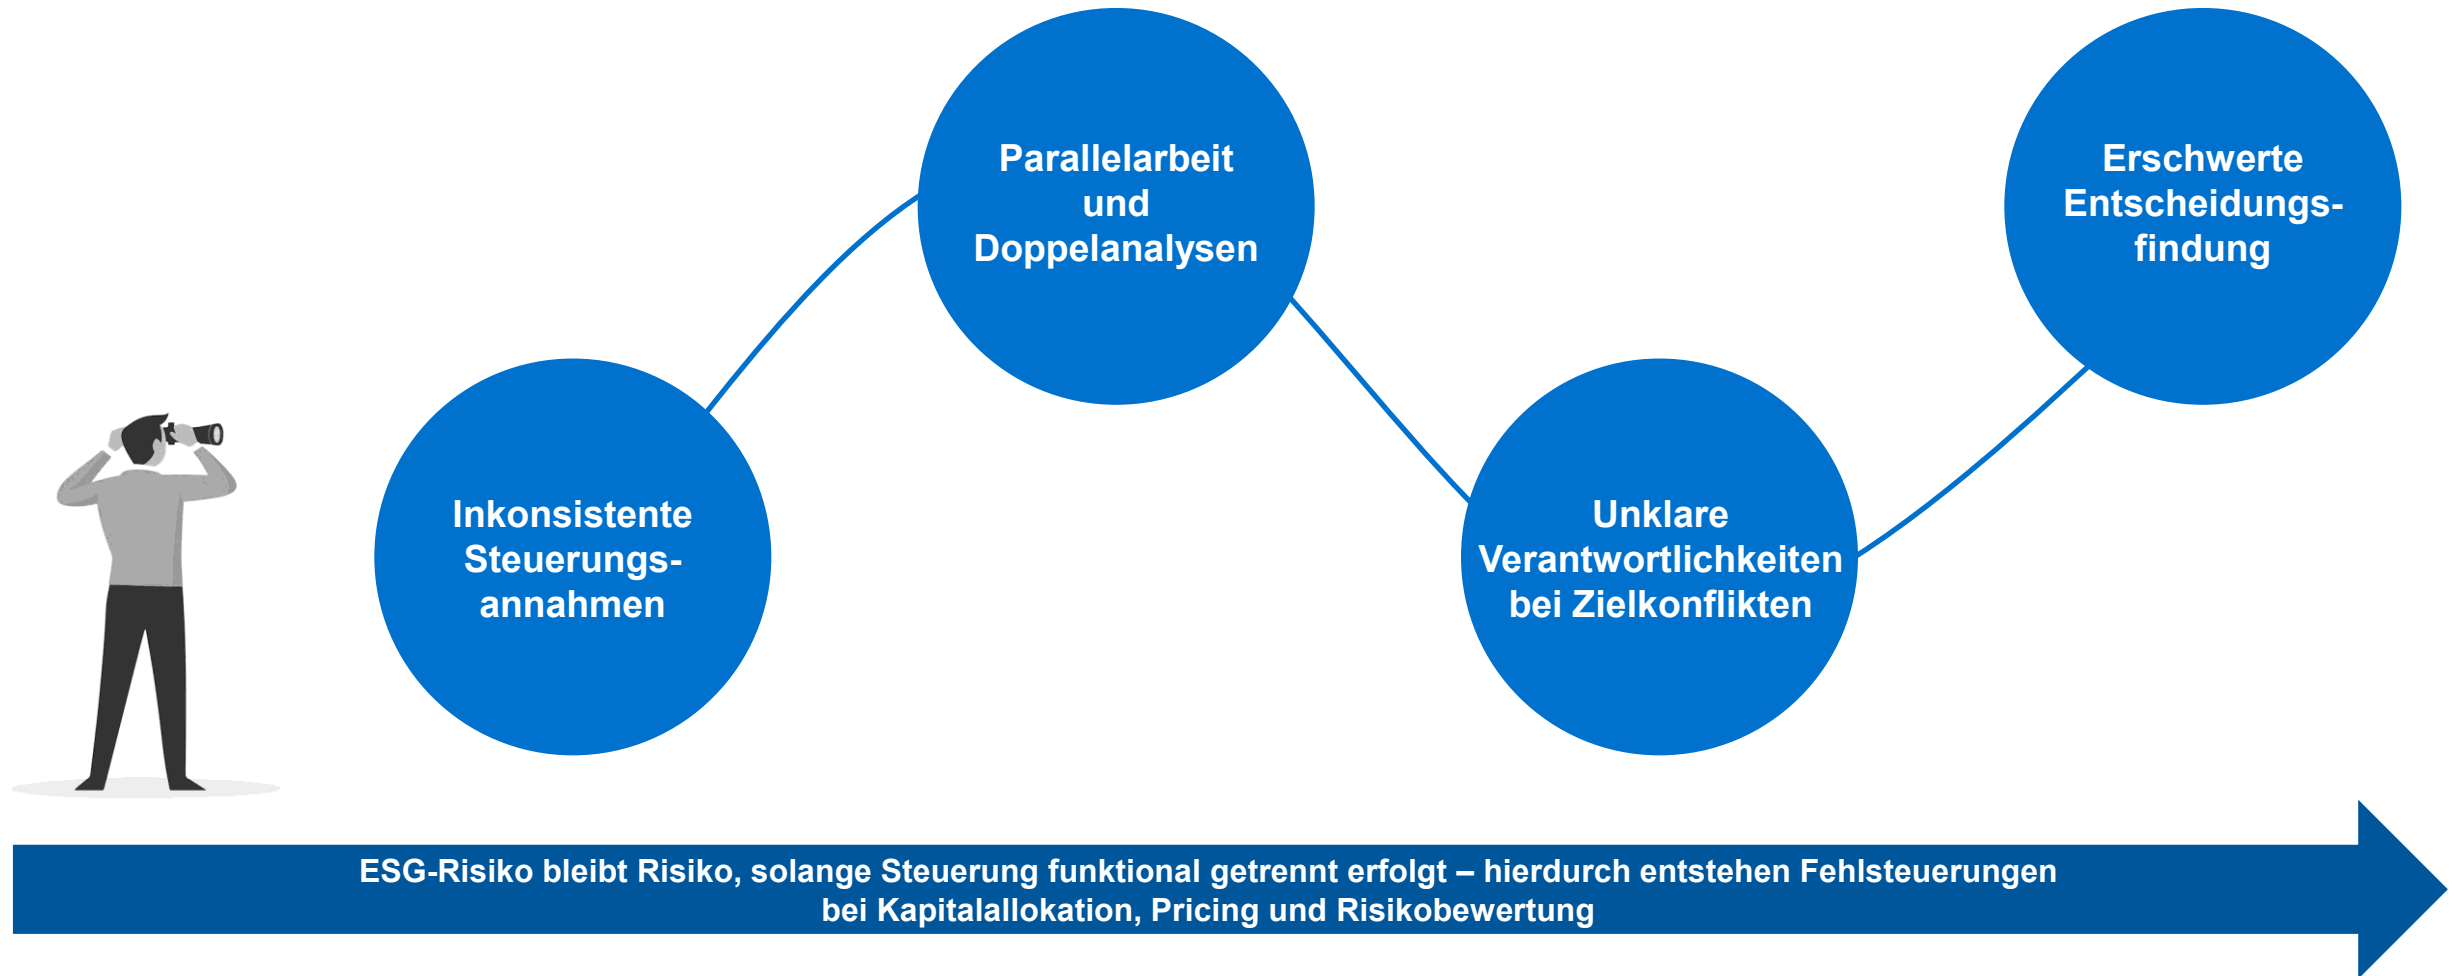 Inkonsistente
Steuerungs-
annahmen
Parallelarbeit
und
Doppelanalysen
Unklare
Verantwortlichkeiten
bei Zielkonflikten
Erschwerte
Entscheidungs-
findung
ESG-Risiko bleibt Risiko, solange Steuerung funktional getrennt erfolgt – hierdurch entstehen Fehlsteuerungen
bei Kapitalallokation, Pricing und Risikobewertung